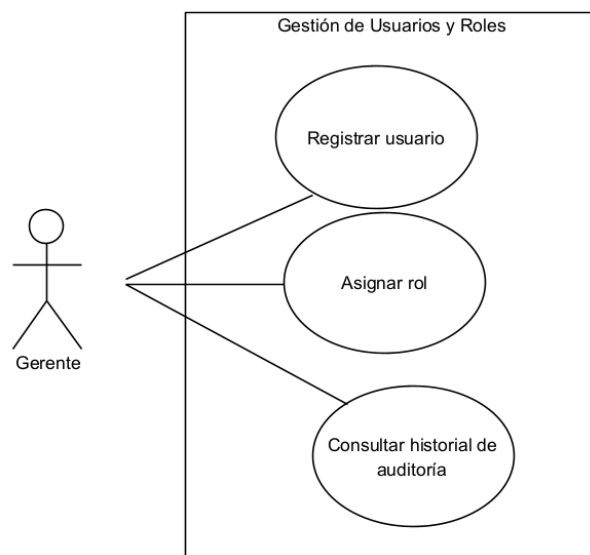 Gestión de Usuarios y Roles
Registrar usuario
Asignar rol
Gerente
Consultar historial de
auditoría